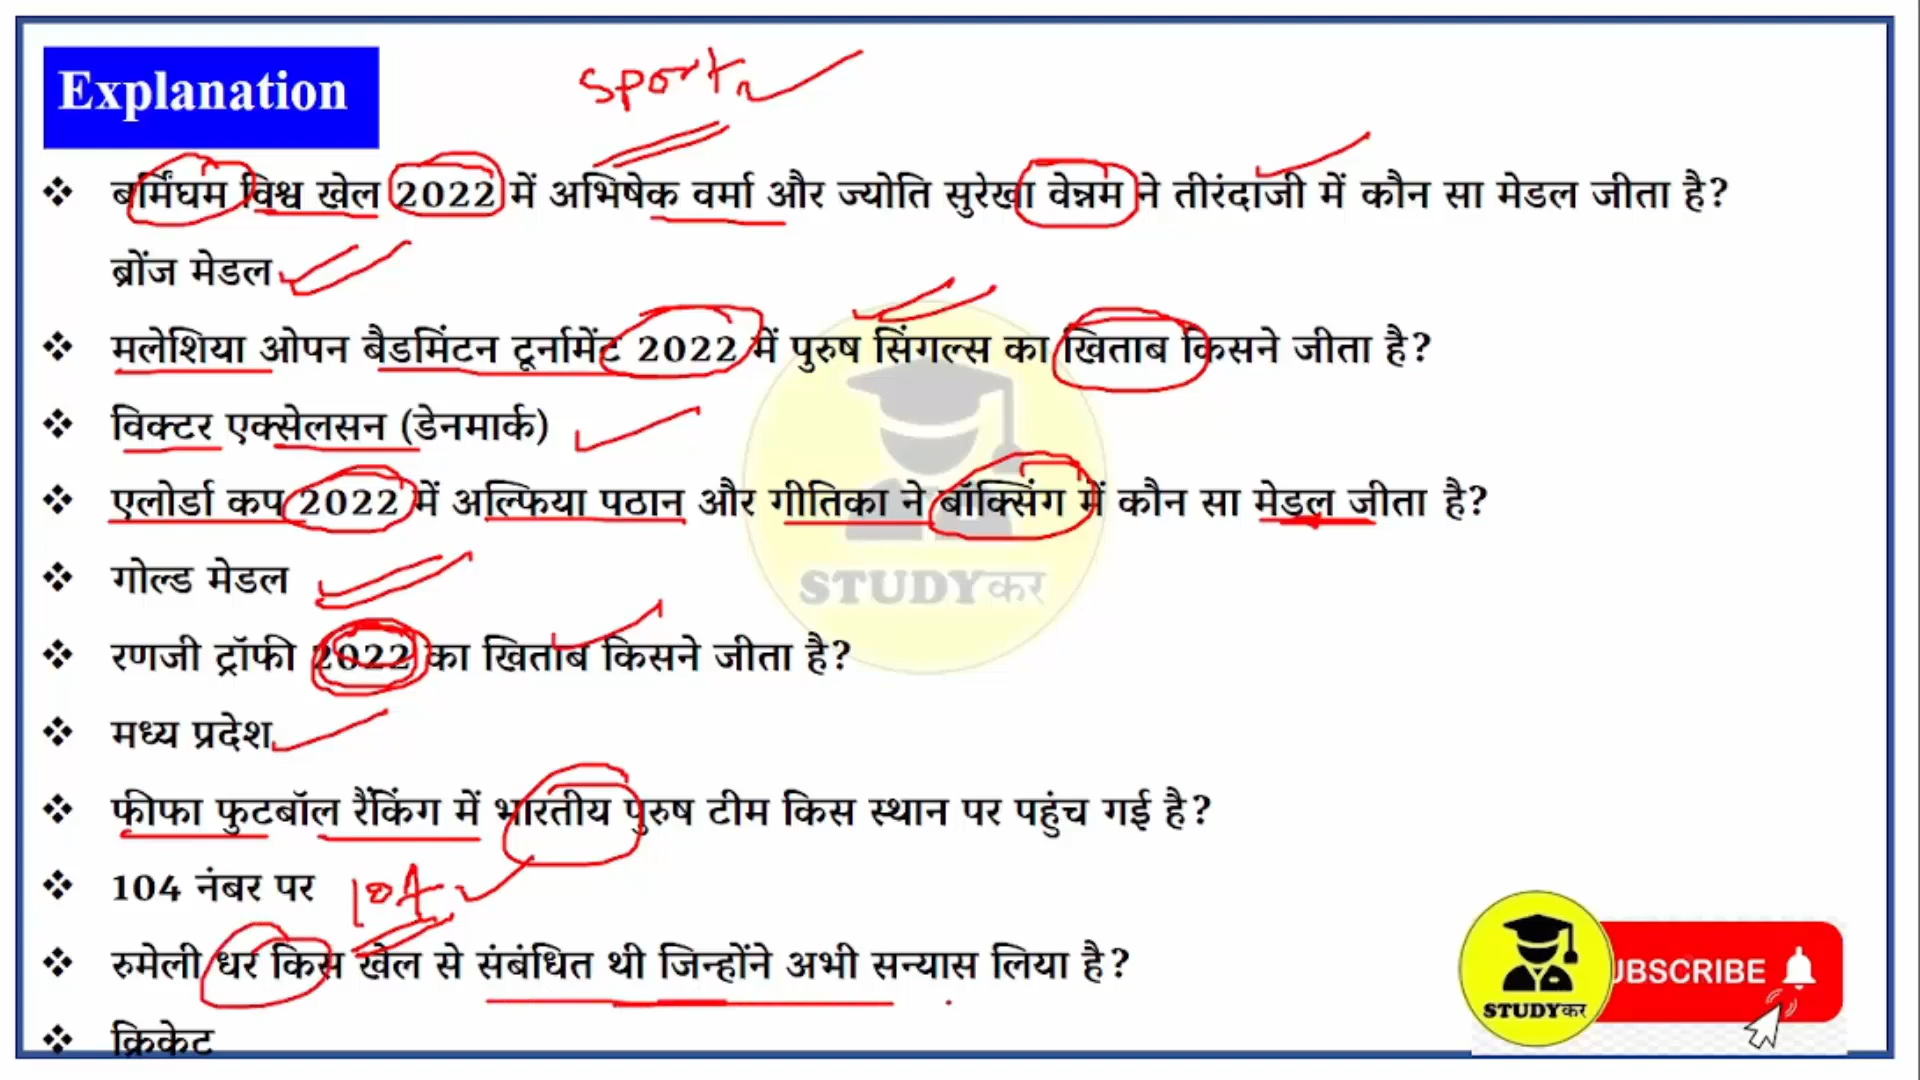 Explanation
Sports
❖ बर्मिंघम विश्व खेल 2022 में अभिषेक वर्मा और ज्योति सुरेखा वेन्नम ने तीरंदाजी में कौन सा मेडल जीता है?
ब्रोंज मेडल
❖ मलेशिया ओपन बैडमिंटन टूर्नामेंट 2022 में पुरुष सिंगल्स का खिताब किसने जीता है?
❖ विक्टर एक्सेलसन (डेनमार्क)
❖ एलोर्डा कप 2022 में अल्फिया पठान और गीतिका ने बॉक्सिंग में कौन सा मेडल जीता है?
❖ गोल्ड मेडल
STUDYकर
❖ रणजी ट्रॉफी 2022 का खिताब किसने जीता है?
❖ मध्य प्रदेश
❖ फीफा फुटबॉल रैंकिंग में भारतीय पुरुष टीम किस स्थान पर पहुंच गई है?
❖ 104 नंबर पर
104
❖ रुमेली धर किस खेल से संबंधित थी जिन्होंने अभी सन्यास लिया है?
UBSCRIBE
STUDYकर
❖ क्रिकेट